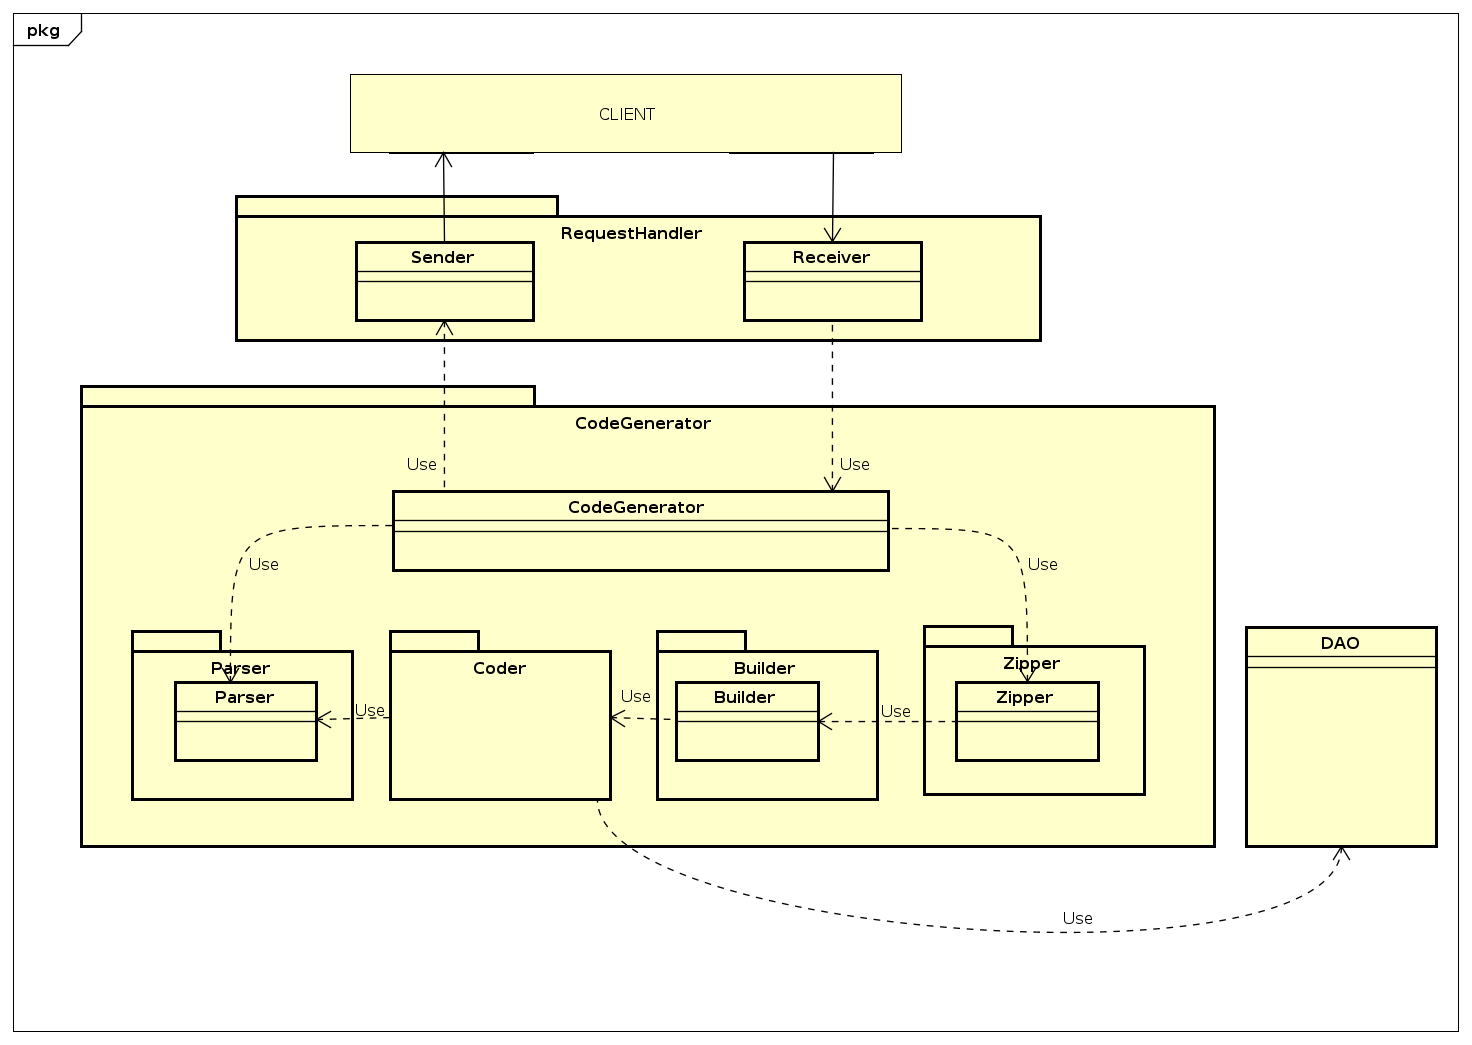 pkg
CLIENT
RequestHandler
Sender
Receiver
CodeGenerator
Use
Use
CodeGenerator
Use
Use
Parser
Coder
Builder
Zipper
DAO
Parser
Builder
Zipper
Use
Use
Use
Use